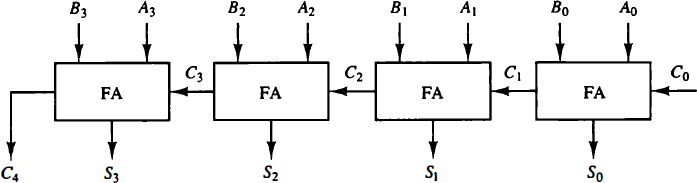 B3 A3 B2 A2 B1 A1 B0 A0
C3 C2 C1 C0
FA FA FA FA
C4 S3 S2 S1 S0